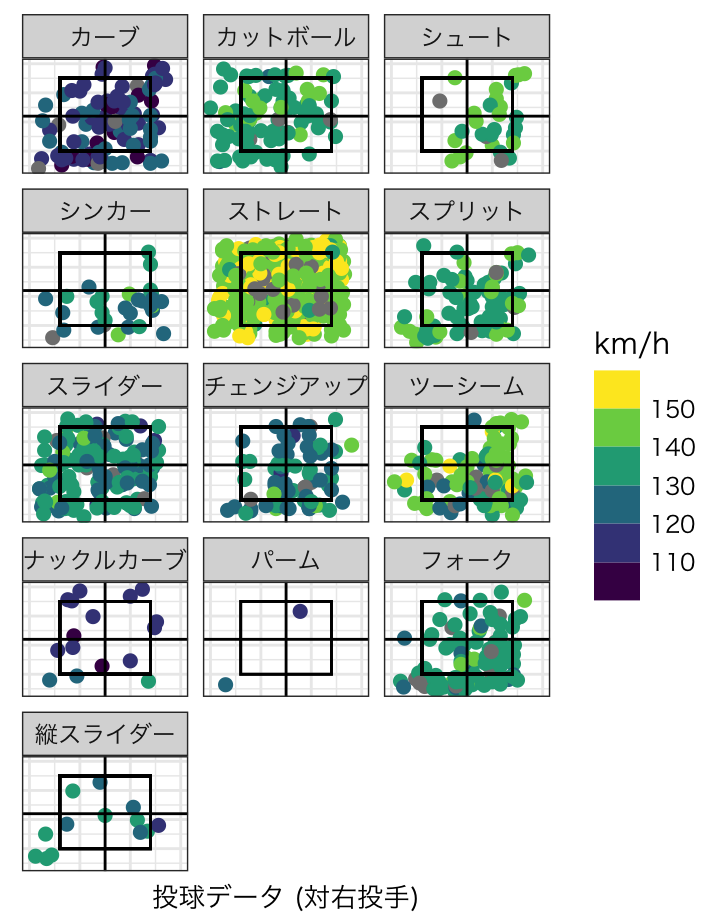 カーブ
カットボール
シュート
シンカー
ストレート
スプリット
スライダー
チェンジアップ
ツーシーム
ナックルカーブ
パーム
フォーク
縦スライダー
km/h
150
140
130
120
110
投球データ (対右投手)